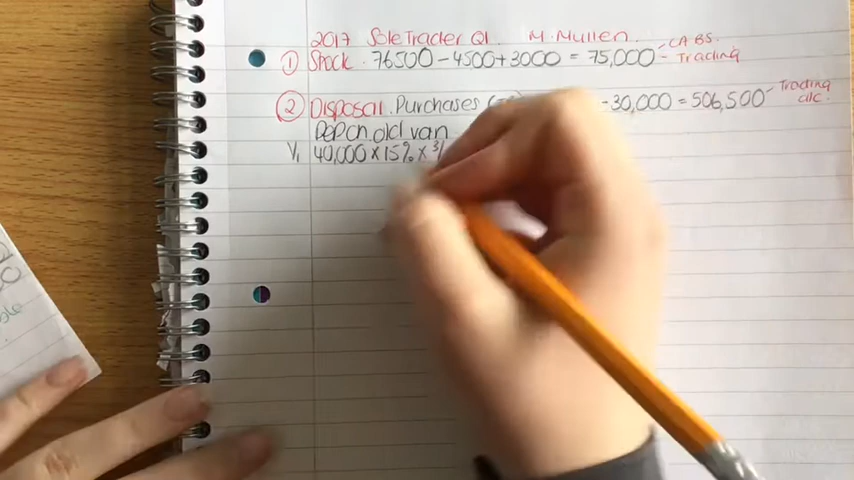 2017 Sole Trader Q1 M. Mullen.
① Stock . 76500 - 4500 + 3000 = 75,000 - CA BS. - Trading
② Disposal . Purchases - 30,000 = 506,500 - Trading a/c.
Dep on old van
Y1 40,000 x 15% x 3/